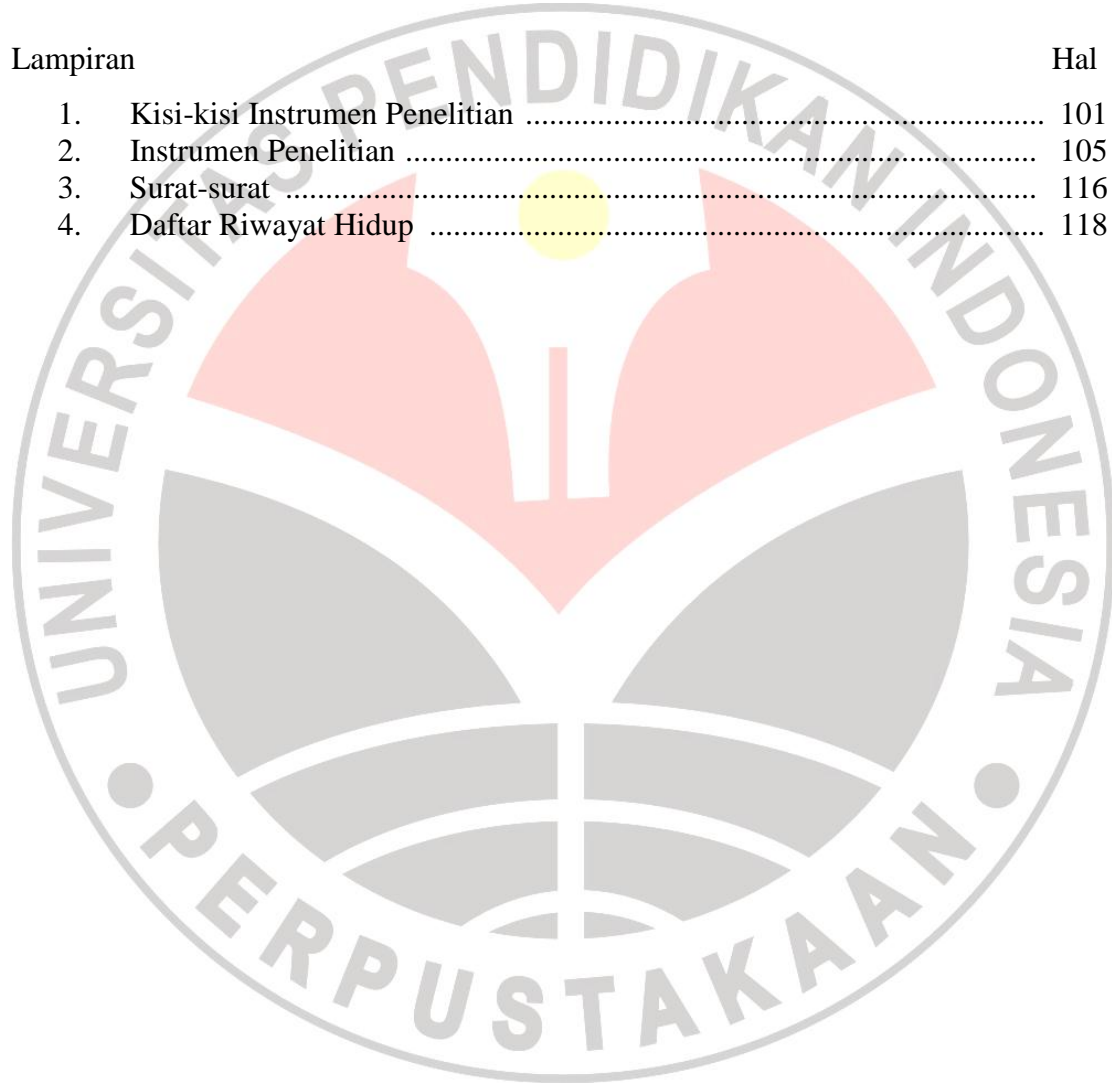 Lampiran Hal
1. Kisi-kisi Instrumen Penelitian ........................................................................... 101
2. Instrumen Penelitian ........................................................................................... 105
3. Surat-surat ............................................................................................................ 116
4. Daftar Riwayat Hidup ......................................................................................... 118
UNIVERSITAS PENDIDIKAN INDONESIA
PERPUSTAKAAN